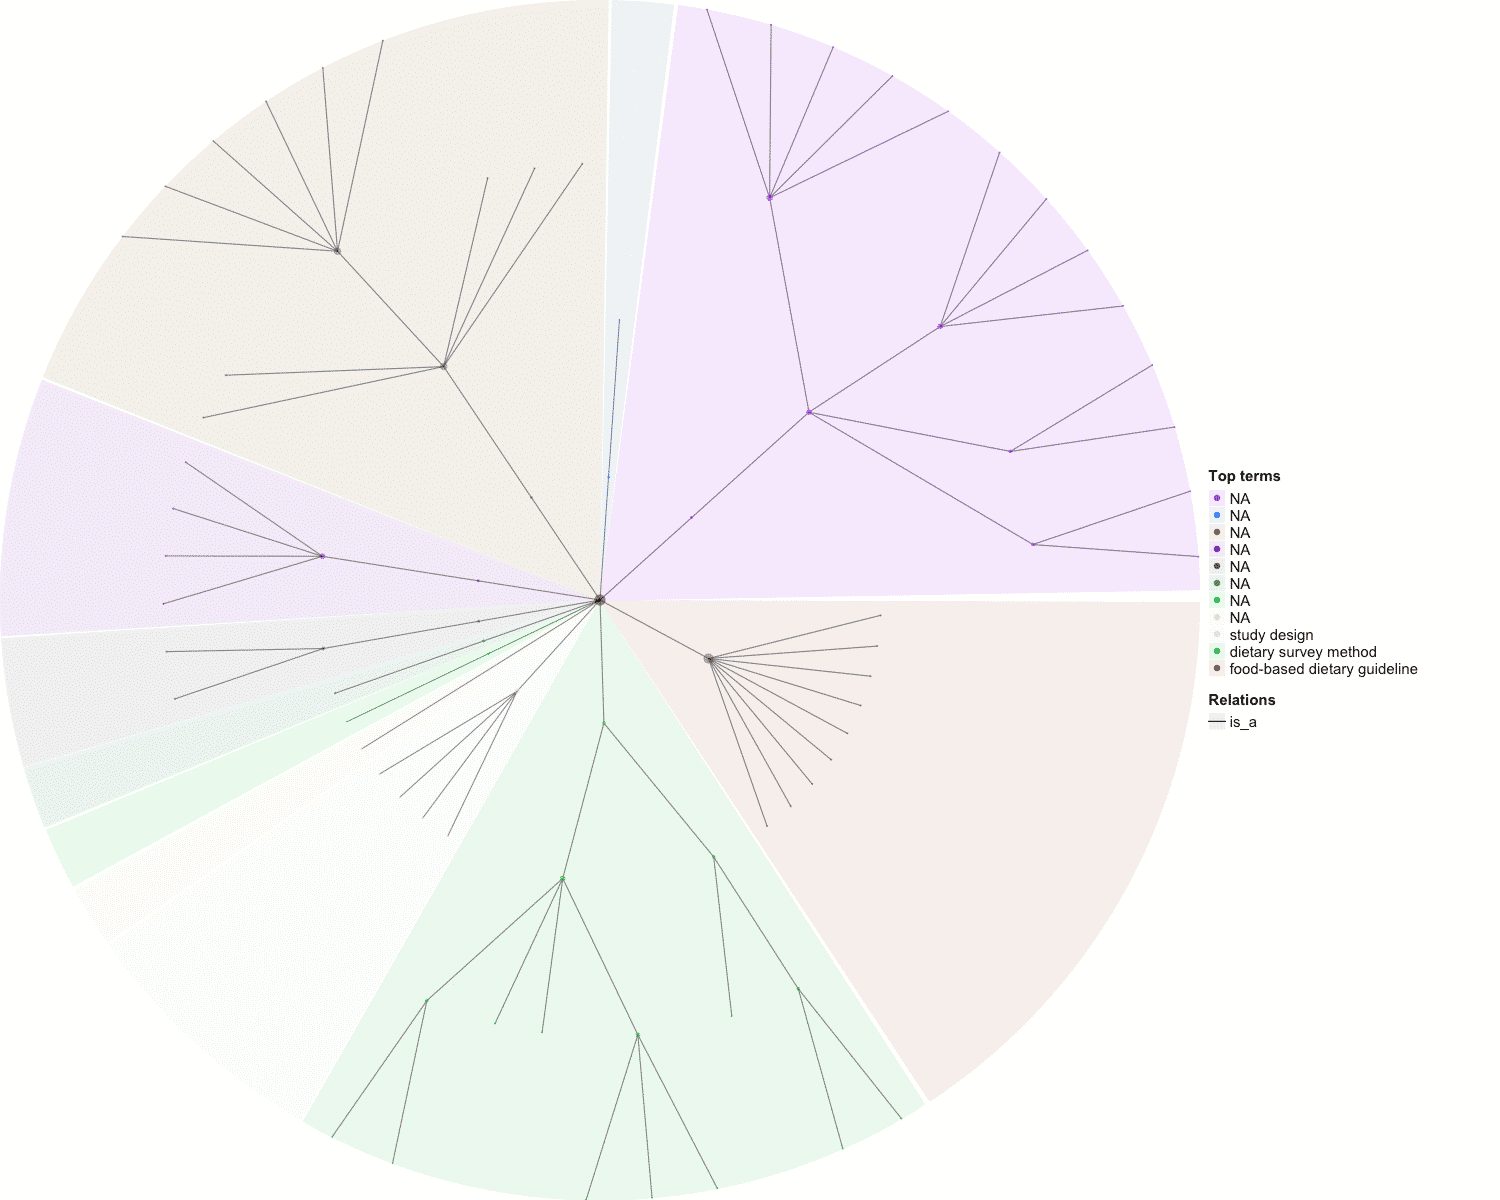 Top terms
NA
NA
NA
NA
NA
NA
NA
NA
study design
dietary survey method
food-based dietary guideline
Relations
is_a